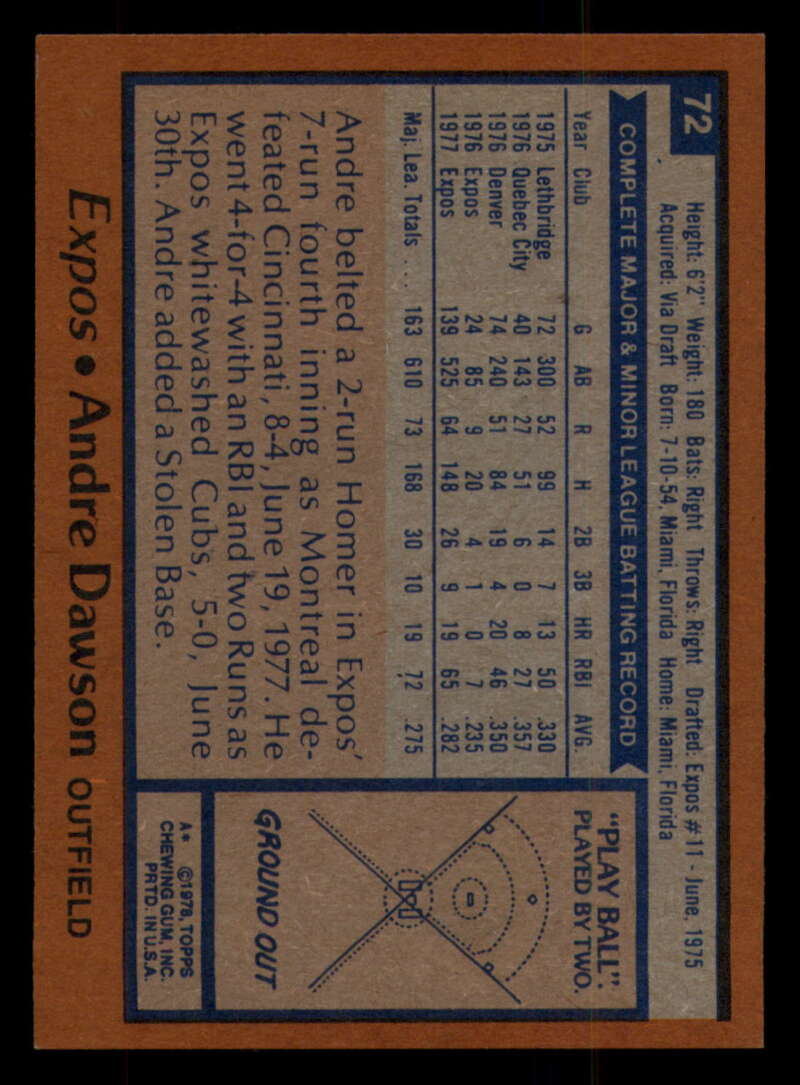 72
Height: 6'2" Weight: 180 Bats: Right Throws: Right Drafted: Expos #11 - June, 1975
Acquired: Via Draft Born: 7-10-54, Miami, Florida Home: Miami, Florida
COMPLETE MAJOR & MINOR LEAGUE BATTING RECORD
Year Club G AB R H 2B 3B HR RBI AVG.
1975 Lethbridge 72 300 52 99 14 7 13 50 .330
1976 Quebec City 40 143 27 51 6 0 8 27 .357
1976 Denver 74 240 51 84 19 4 20 46 .350
1976 Expos 24 85 9 20 4 1 0 7 .235
1977 Expos 139 525 64 148 26 9 19 65 .282
Maj. Lea. Totals ... 163 610 73 168 30 10 19 72 .275
Andre belted a 2-run Homer in Expos'
7-run fourth inning as Montreal de-
feated Cincinnati, 8-4, June 19, 1977. He
went 4-for-4 with an RBI and two Runs as
Expos whitewashed Cubs, 5-0, June
30th. Andre added a Stolen Base.
"PLAY BALL".
PLAYED BY TWO.
GROUND OUT
A* ©1978, TOPPS
CHEWING GUM, INC.
PRTD. IN U.S.A.
Expos • Andre Dawson OUTFIELD